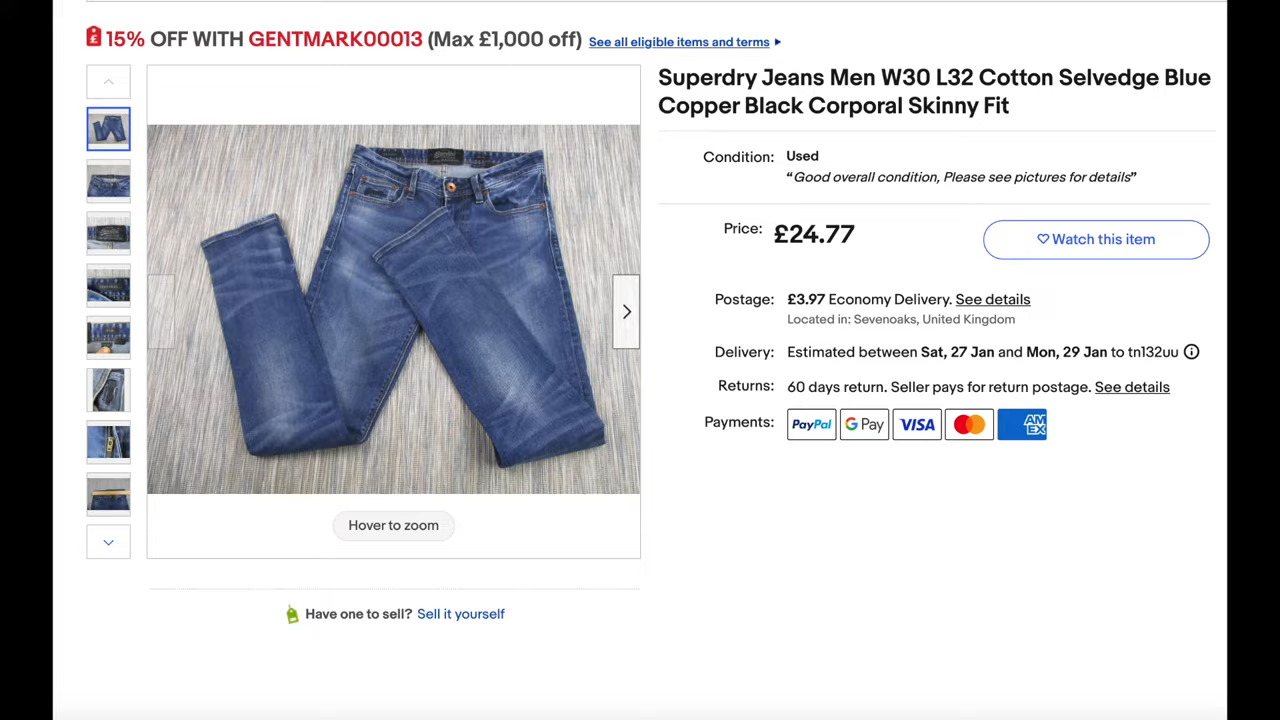 15% OFF WITH GENTMARK00013 (Max £1,000 off) See all eligible items and terms
Superdry Jeans Men W30 L32 Cotton Selvedge Blue
Copper Black Corporal Skinny Fit
Condition: Used
“Good overall condition, Please see pictures for details”
Price: £24.77
Watch this item
Postage: £3.97 Economy Delivery. See details
Located in: Sevenoaks, United Kingdom
Delivery: Estimated between Sat, 27 Jan and Mon, 29 Jan to tn132uu
Returns: 60 days return. Seller pays for return postage. See details
Payments: PayPal G Pay VISA AM EX
Hover to zoom
Have one to sell? Sell it yourself